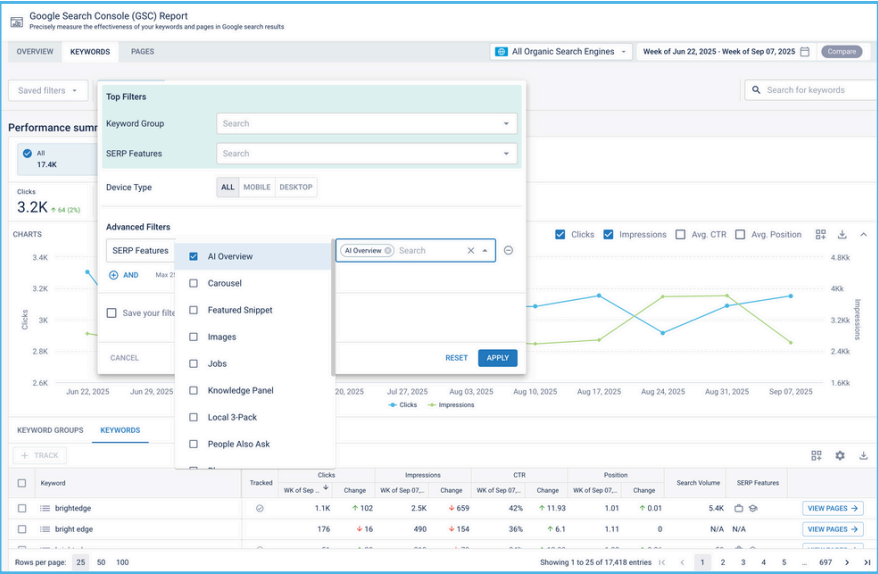 Google Search Console (GSC) Report
Precisely measure the effectiveness of your keywords and pages in Google search results
OVERVIEW KEYWORDS PAGES All Organic Search Engines Week of Jun 22, 2025 - Week of Sep 07, 2025 Compare
Saved filters Search for keywords
Top Filters
Keyword Group Search
Performance summ
SERP Features Search
All
17.4K
Device Type ALL MOBILE DESKTOP
Clicks
3.2K 64 (2%)
Advanced Filters
CHARTS Clicks Impressions Avg. CTR Avg. Position
SERP Features AI Overview Search
AI Overview
AND Max 25
Carousel
Save your filte
Featured Snippet
Images
CANCEL RESET APPLY
Jobs
Knowledge Panel
Local 3-Pack
People Also Ask
3.4K 4.8Kk
3.2K 4Kk
Clicks 3K 3.2Kk Impressions
2.8K 2.4Kk
2.6K 1.6Kk
Jun 22, 2025 Jun 29, 2025 20, 2025 Jul 27, 2025 Aug 03, 2025 Aug 10, 2025 Aug 17, 2025 Aug 24, 2025 Aug 31, 2025 Sep 07, 2025
Clicks Impressions
KEYWORD GROUPS KEYWORDS
+ TRACK
Keyword Tracked Clicks Impressions CTR Position Search Volume SERP Features
WK of Sep ... Change WK of Sep 07,... Change WK of Sep 07,... Change WK of Sep 07,... Change
brightedge 1.1K 102 2.5K 659 42% 11.93 1.01 0.01 5.4K VIEW PAGES
bright edge 176 16 490 154 36% 6.1 1.11 0 N/A N/A VIEW PAGES
Rows per page: 25 50 100 Showing 1 to 25 of 17,418 entries 1 2 3 4 5 ... 697